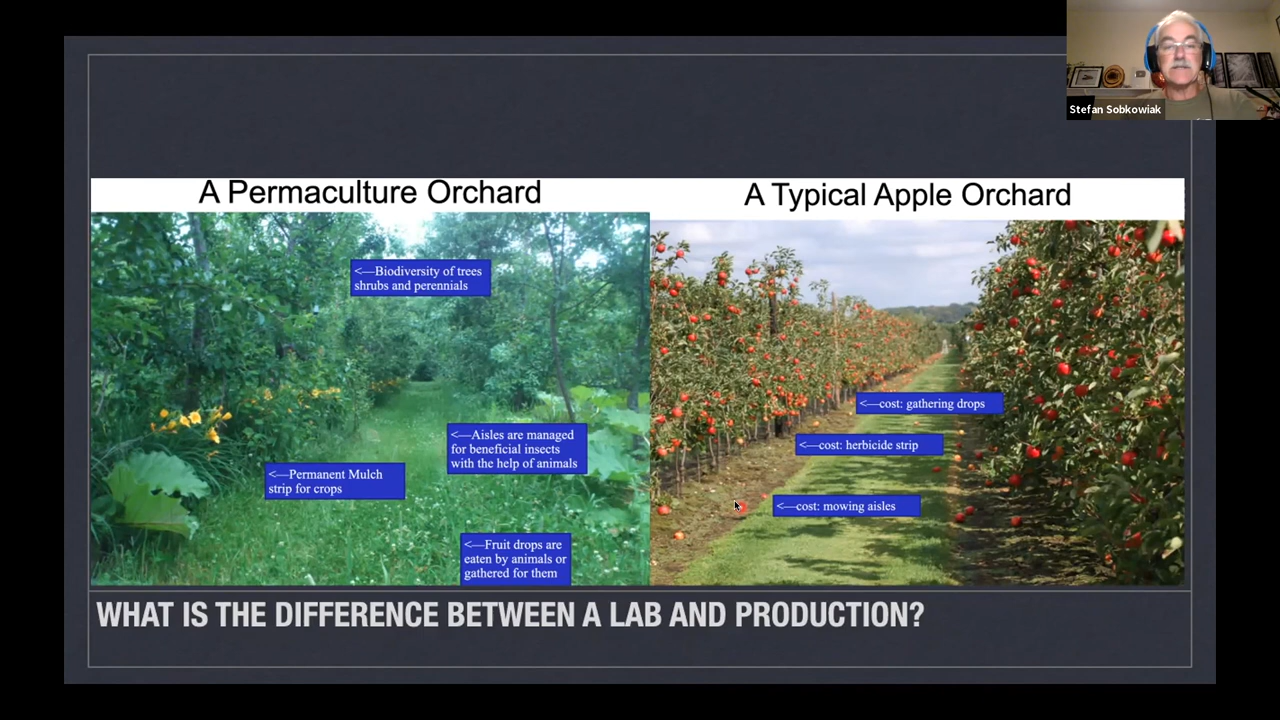 Stefan Sobkowiak
A Permaculture Orchard
A Typical Apple Orchard
<—Biodiversity of trees
shrubs and perennials
<—Aisles are managed
for beneficial insects
with the help of animals
<—Permanent Mulch
strip for crops
<—Fruit drops are
eaten by animals or
gathered for them
<—cost: gathering drops
<—cost: herbicide strip
<—cost: mowing aisles
WHAT IS THE DIFFERENCE BETWEEN A LAB AND PRODUCTION?